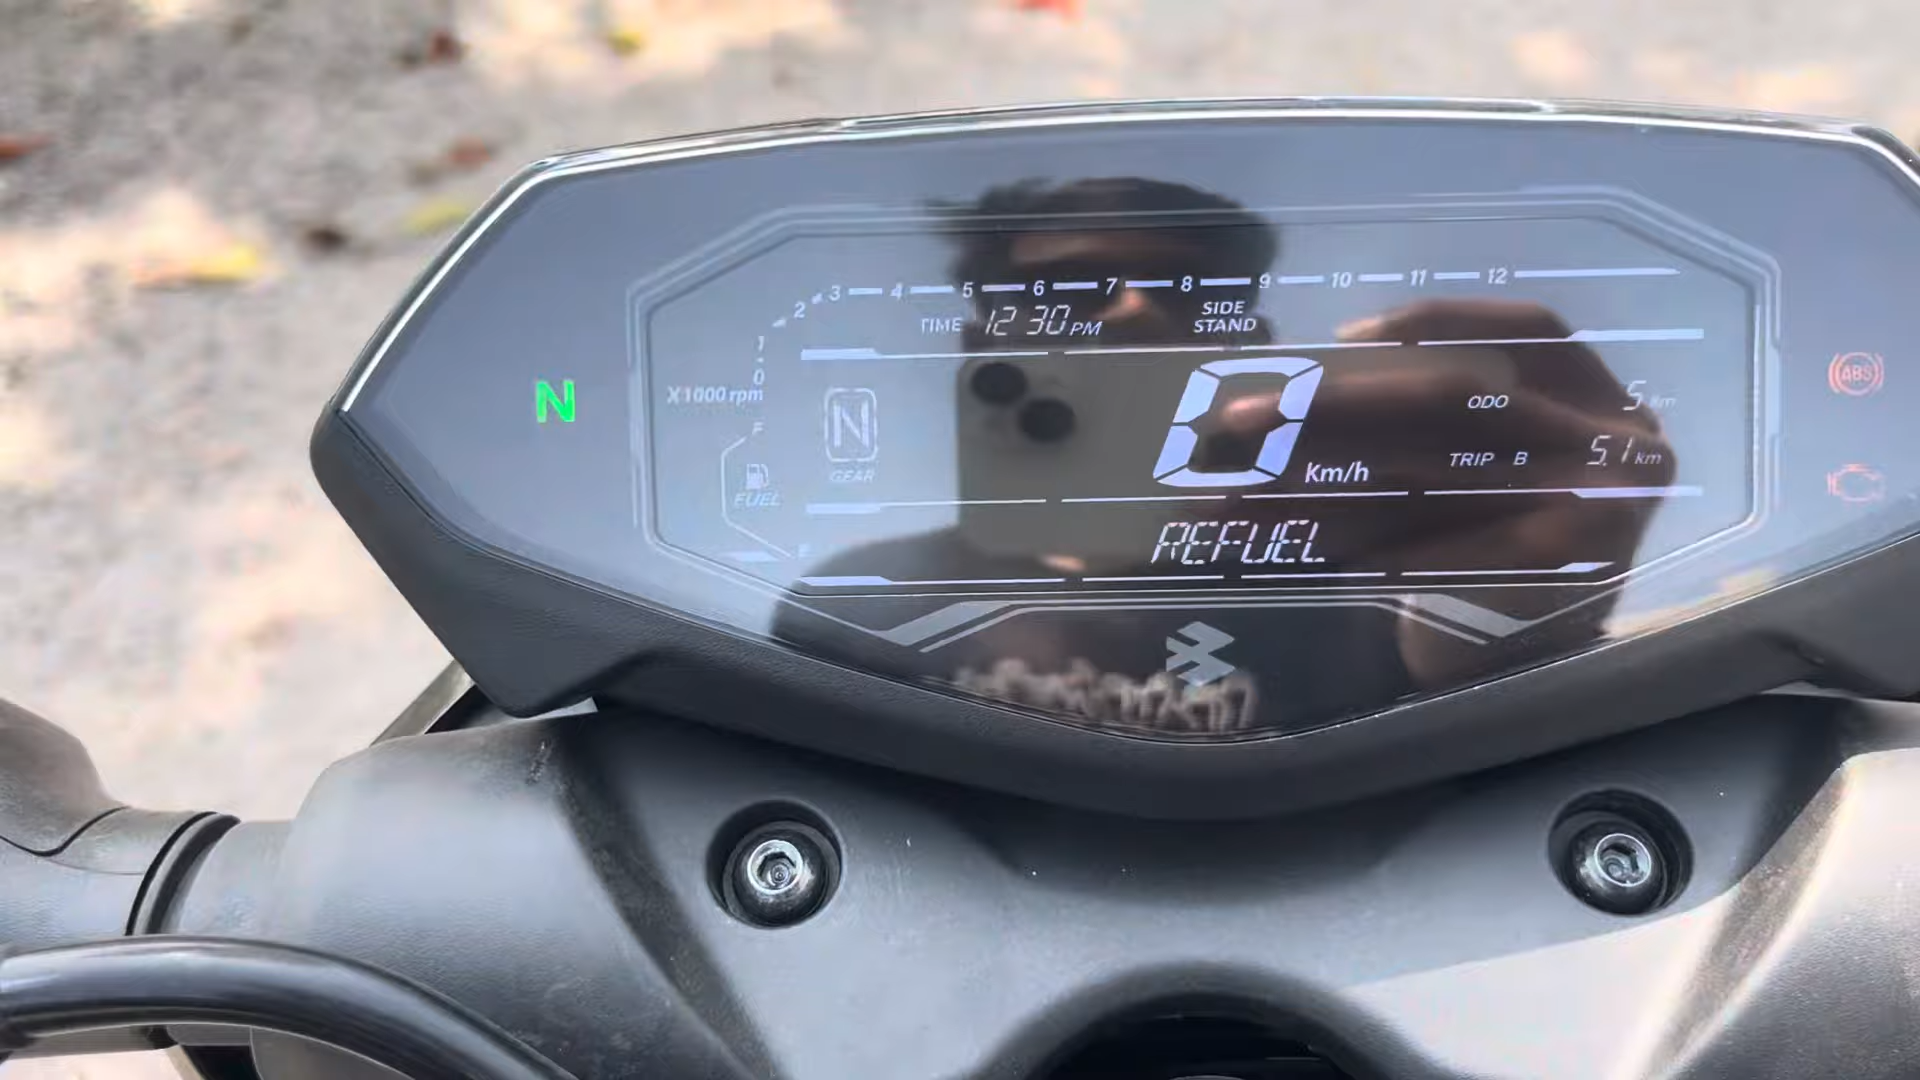 3 4 5 6 7 8 9 10 11 12
2
TIME 12 30 PM
SIDE
STAND
1
0
X1000 rpm
N
N
GEAR
F
FUEL
E
0 Km/h
ODO 5 Km
TRIP B 5.1 km
ABS
REFUEL